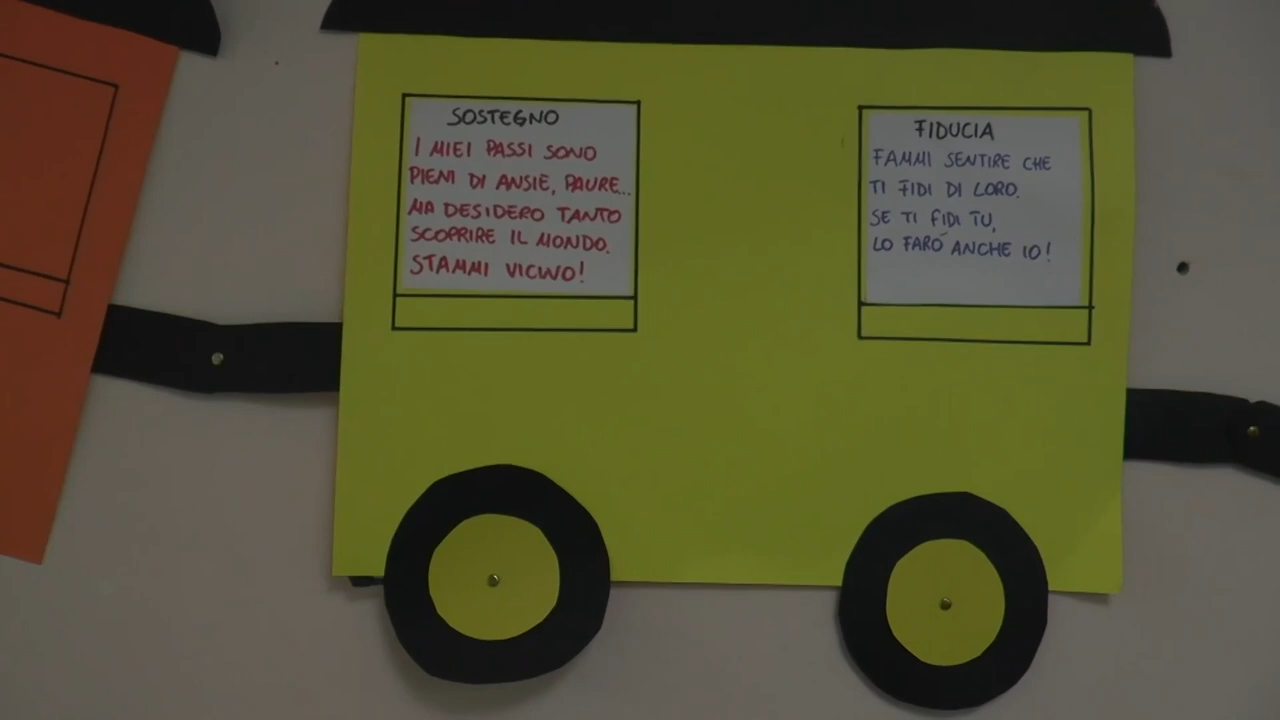 SOSTEGNO
I MIEI PASSI SONO
PIENI DI ANSIE, PAURE...
MA DESIDERO TANTO
SCOPRIRE IL MONDO.
STAMMI VICINO!
FIDUCIA
FAMMI SENTIRE CHE
TI FIDI DI LORO.
SE TI FIDI TU,
LO FARÓ ANCHE IO!